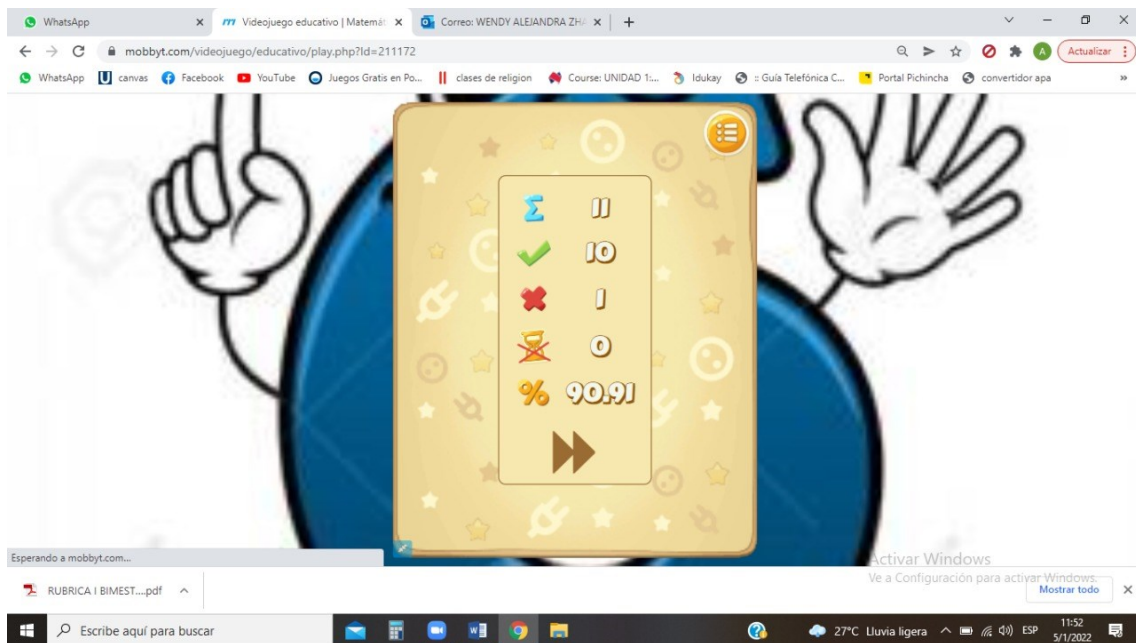 WhatsApp
Videojuego educativo | Matemát
Correo: WENDY ALEJANDRA ZHA
mobbyt.com/videojuego/educativo/play.php?Id=211172
A
Actualizar
WhatsApp canvas Facebook YouTube Juegos Gratis en Po... clases de religion Course: UNIDAD 1:... Idukay :: Guía Telefónica C... Portal Pichincha convertidor apa »
Σ 11
10
1
0
% 90.91
Esperando a mobbyt.com...
Activar Windows
Ve a Configuración para activar Windows.
RUBRICA I BIMEST....pdf
Mostrar todo
Escribe aquí para buscar
27°C Lluvia ligera
ESP
11:52
5/1/2022